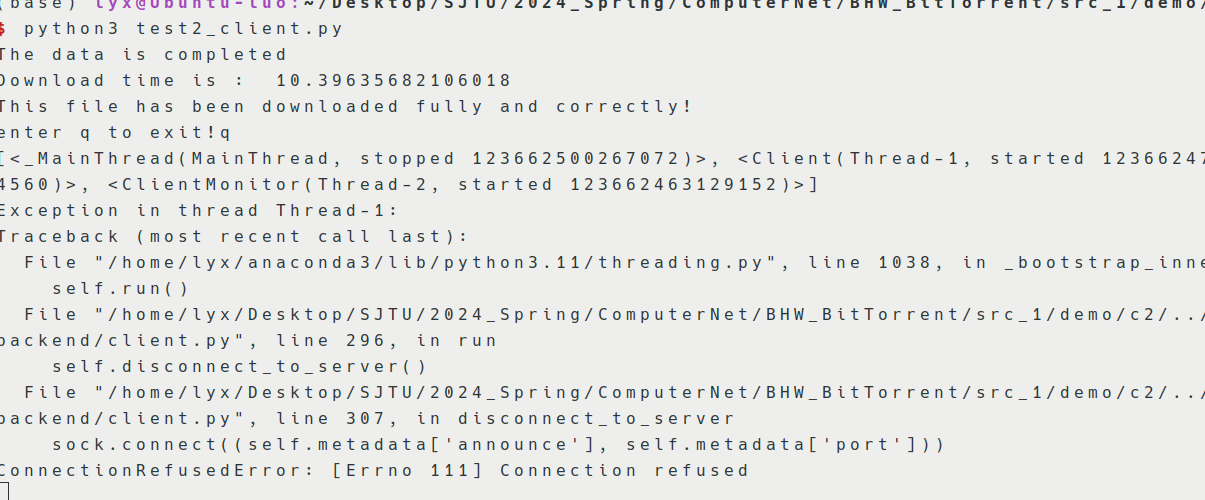 (base) lyx@Ubuntu-luo:~/Desktop/SJTU/2024_Spring/ComputerNet/BHW_BitTorrent/src_1/demo/
$ python3 test2_client.py
The data is completed
Download time is :  10.39635682106018
This file has been downloaded fully and correctly!
enter q to exit!q
[<_MainThread(MainThread, stopped 123662500267072)>, <Client(Thread-1, started 12366247
4560)>, <ClientMonitor(Thread-2, started 123662463129152)>]
Exception in thread Thread-1:
Traceback (most recent call last):
  File "/home/lyx/anaconda3/lib/python3.11/threading.py", line 1038, in _bootstrap_inne
    self.run()
  File "/home/lyx/Desktop/SJTU/2024_Spring/ComputerNet/BHW_BitTorrent/src_1/demo/c2/../
backend/client.py", line 296, in run
    self.disconnect_to_server()
  File "/home/lyx/Desktop/SJTU/2024_Spring/ComputerNet/BHW_BitTorrent/src_1/demo/c2/../
backend/client.py", line 307, in disconnect_to_server
    sock.connect((self.metadata['announce'], self.metadata['port']))
ConnectionRefusedError: [Errno 111] Connection refused